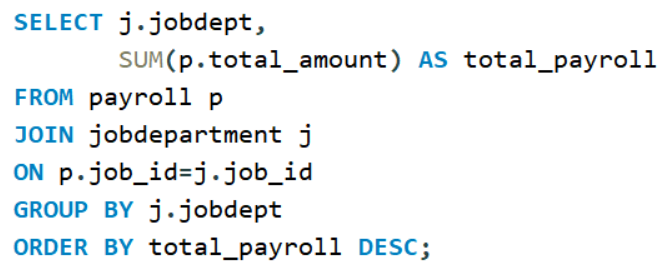 SELECT j.jobdept,
SUM(p.total_amount) AS total_payroll
FROM payroll p
JOIN jobdepartment j
ON p.job_id=j.job_id
GROUP BY j.jobdept
ORDER BY total_payroll DESC;